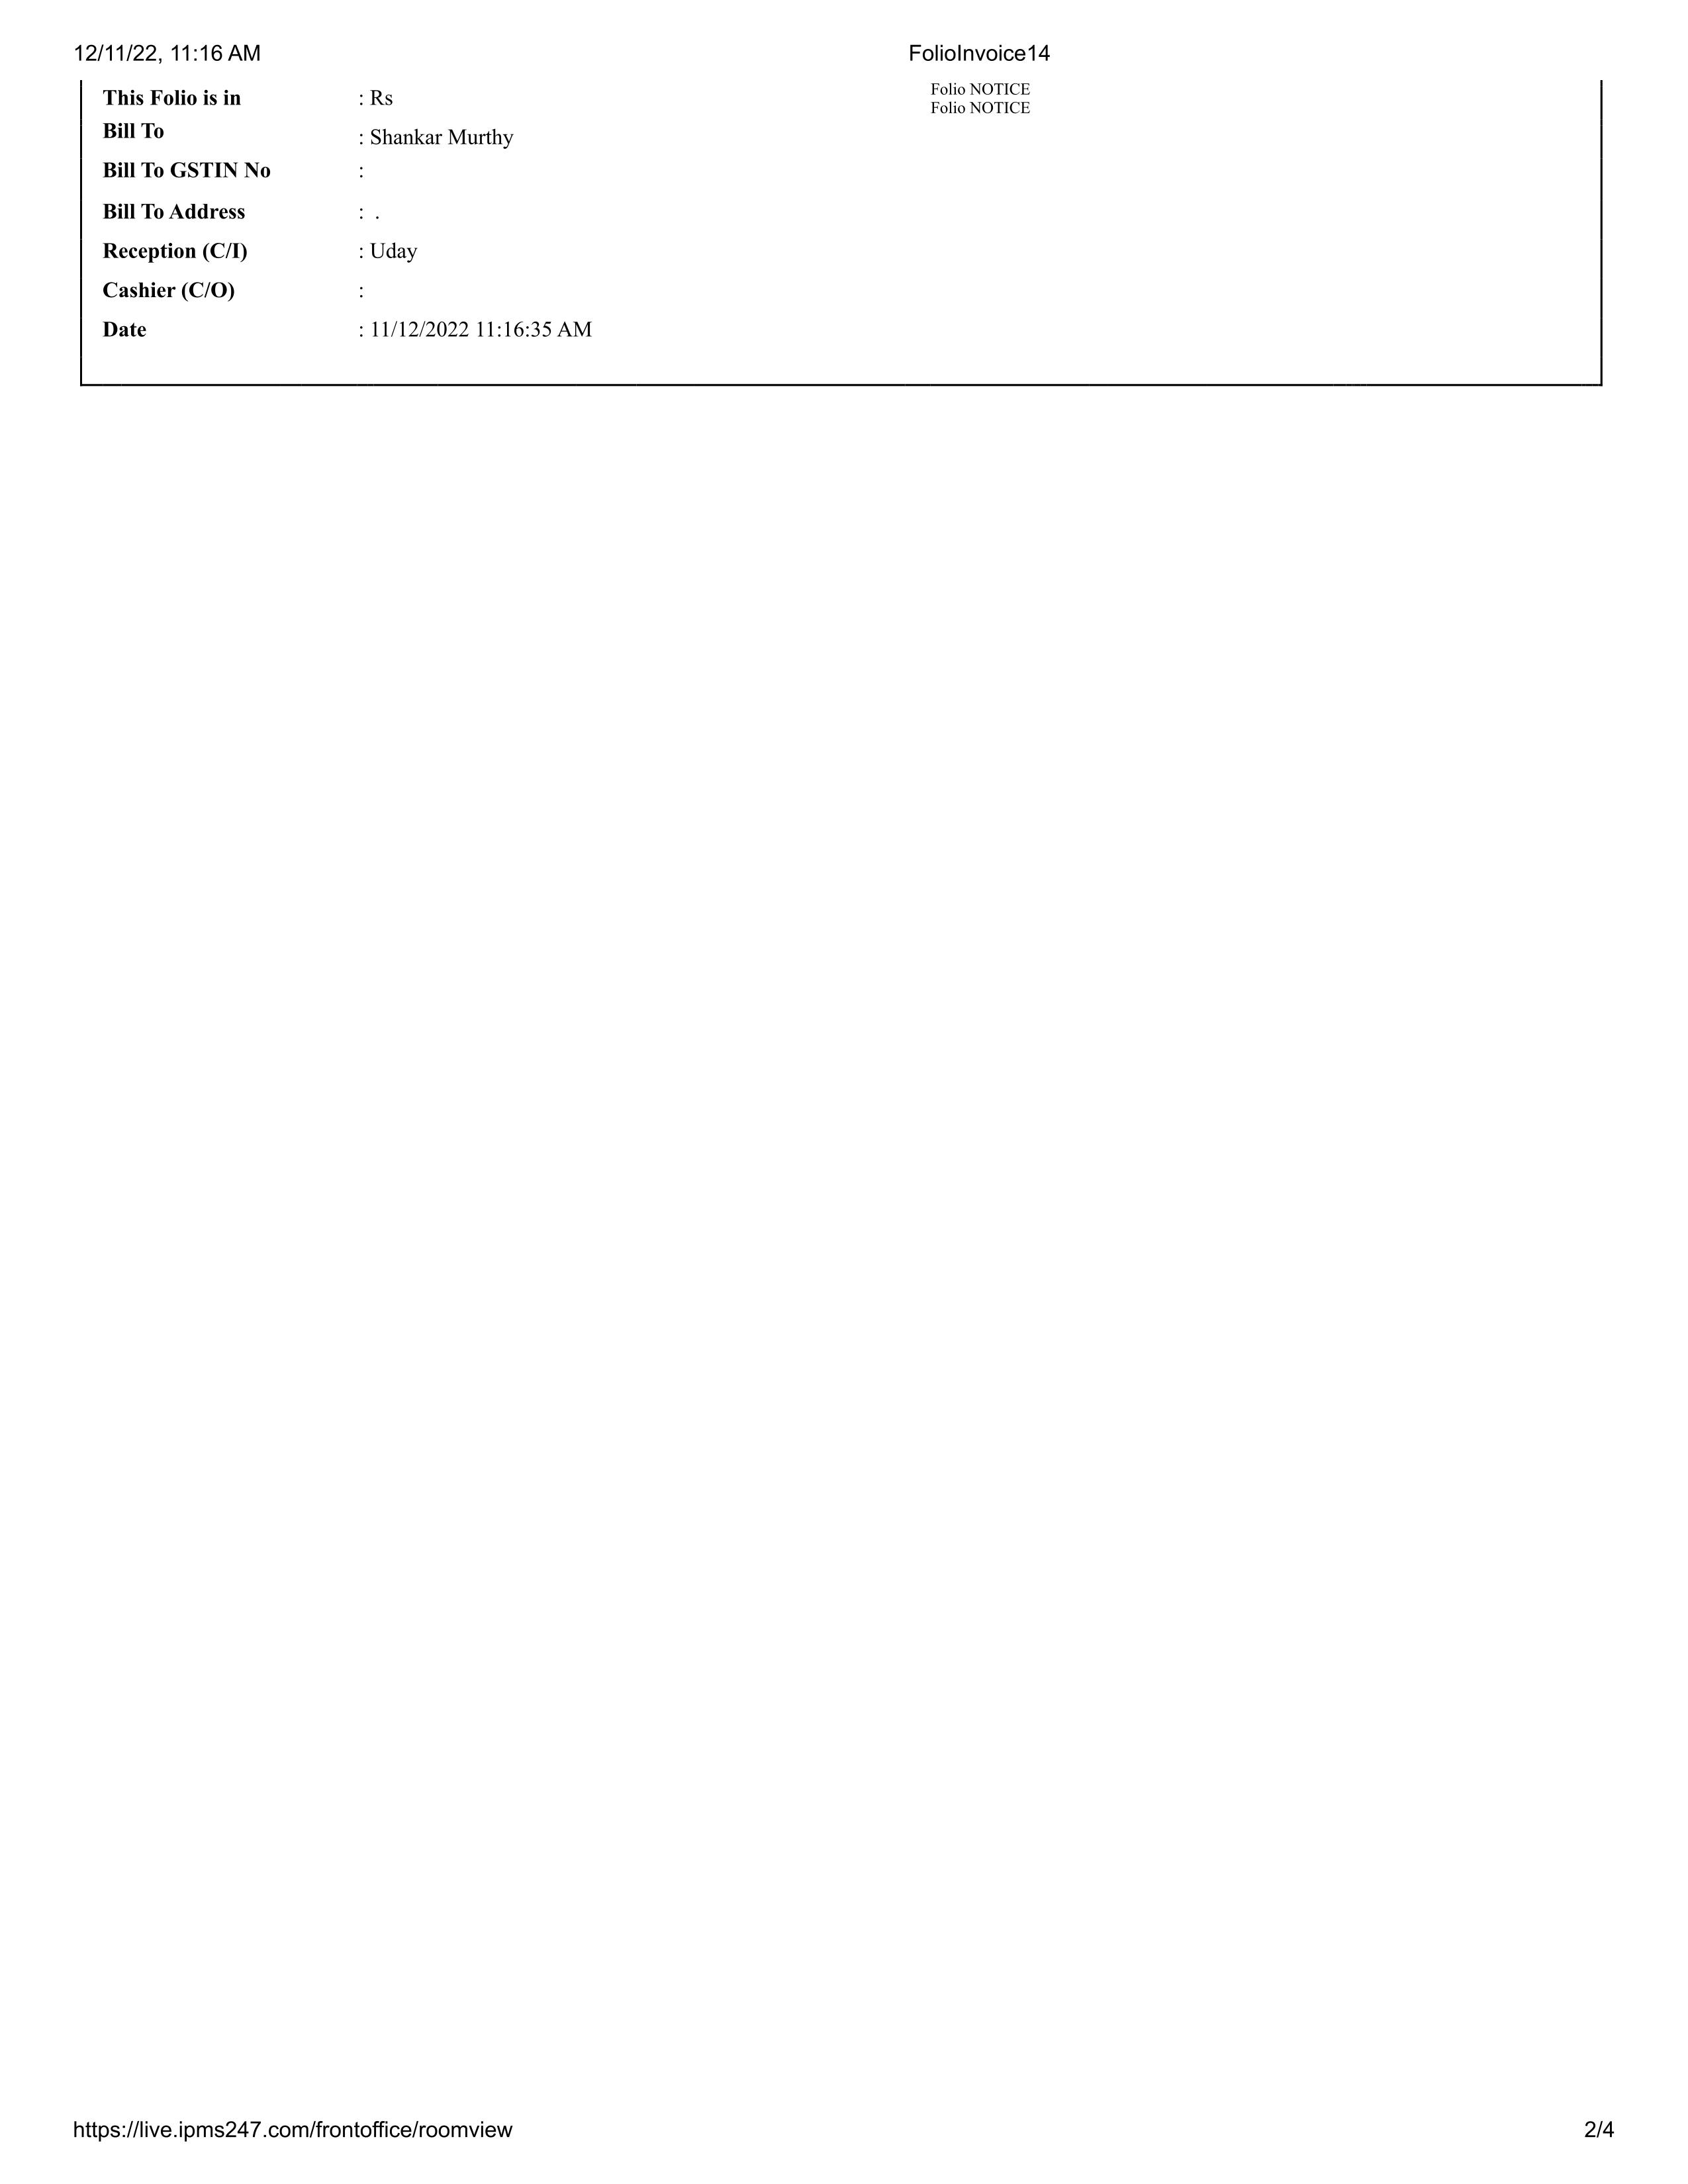 12/11/22, 11:16 AM FolioInvoice14
This Folio is in : Rs
Folio NOTICE
Folio NOTICE
Bill To : Shankar Murthy
Bill To GSTIN No :
Bill To Address : .
Reception (C/I) : Uday
Cashier (C/O) :
Date : 11/12/2022 11:16:35 AM
https://live.ipms247.com/frontoffice/roomview 2/4